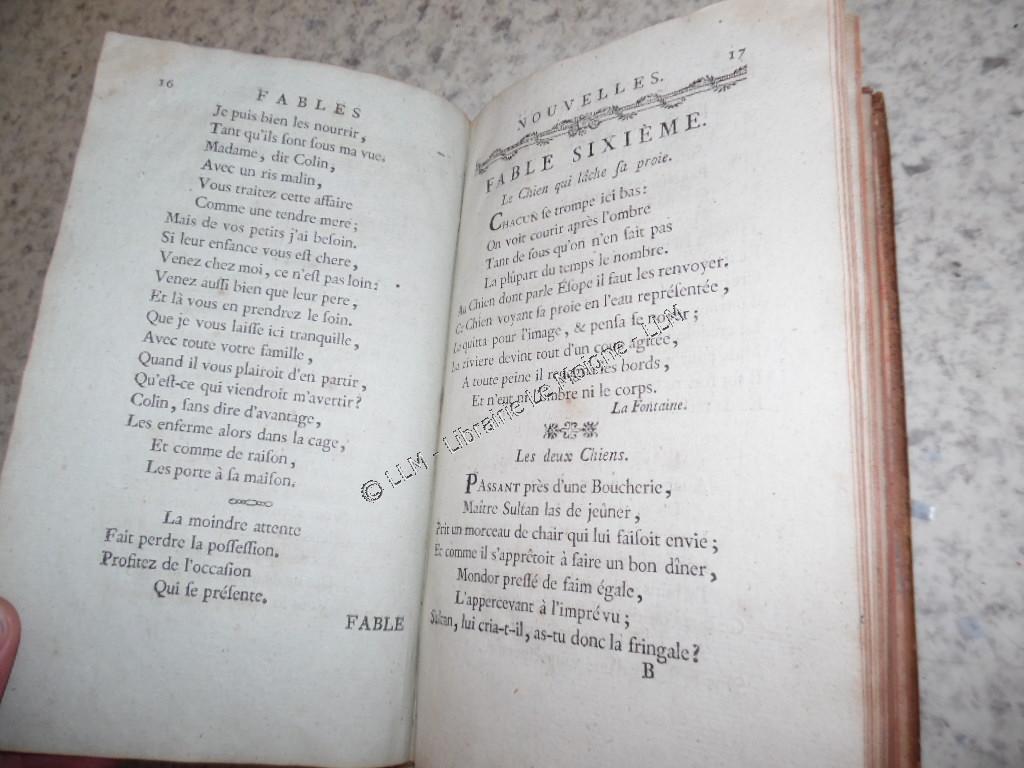 16
FABLES
Je puis bien les nourrir,
Tant qu'ils ſont ſous ma vue.
Madame, dit Colin,
Avec un ris malin,
Vous traitez cette affaire
Comme une tendre mere;
Mais de vos petits j'ai beſoin.
Si leur enfance vous eſt chere,
Venez chez moi, ce n'eſt pas loin:
Venez auſſi bien que leur pere,
Et là vous en prendrez le ſoin.
Que je vous laiſſe ici tranquille,
Avec toute votre famille,
Quand il vous plairoit d'en partir,
Qu'eſt-ce qui viendroit m'avertir?
Colin, ſans dire d'avantage,
Les enferme alors dans la cage,
Et comme de raiſon,
Les porte à ſa maiſon.
La moindre attente
Fait perdre la poſſeſſion.
Profitez de l'occaſion
Qui ſe préſente.
FABLE
NOUVELLES.
17
FABLE SIXIÈME.
Le Chien qui lâche ſa proie.
CHACUN ſe trompe ici bas:
On voit courir après l'ombre
Tant de fous qu'on n'en ſait pas
La plûpart du temps le nombre.
Au Chien dont parle Éſope il faut les renvoyer.
Ce Chien voyant ſa proie en l'eau repréſentée,
La quitta pour l'image, & penſa ſe noyer;
La riviere devint tout d'un coup agitée,
A toute peine il regagna les bords,
Et n'eut ni l'ombre ni le corps.
La Fontaine.
Les deux Chiens.
PASSANT près d'une Boucherie,
Maître Sultan las de jeûner,
Prit un morceau de chair qui lui faiſoit envie;
Et comme il s'apprêtoit à faire un bon dîner,
Mondor preſſé de faim égale,
L'appercevant à l'imprévu;
Sultan, lui cria-t-il, as-tu donc la fringale?
B
© LLM - Librairie Le Moigne - LLM